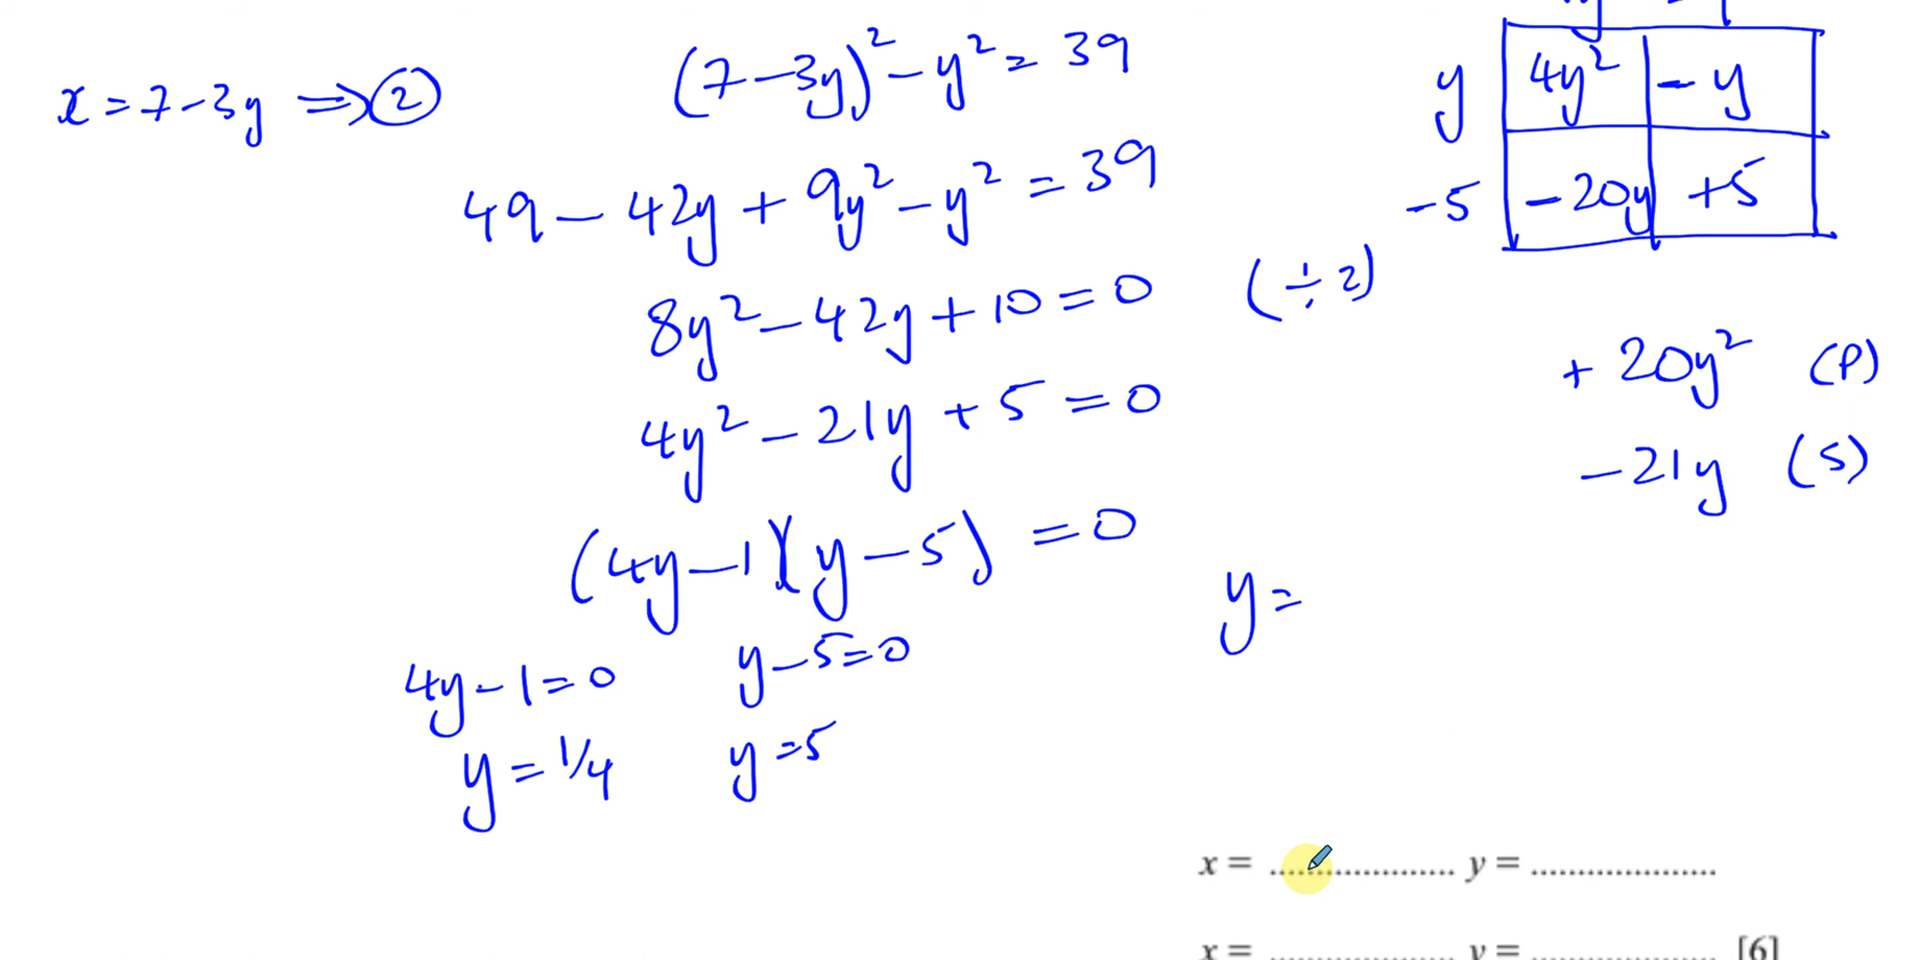 x = 7 - 3y ⟹ ②
(7 - 3y)² - y² = 39
49 - 42y + 9y² - y² = 39
8y² - 42y + 10 = 0 (÷ 2)
4y² - 21y + 5 = 0
(4y - 1)(y - 5) = 0
4y - 1 = 0 y - 5 = 0
y = 1/4 y = 5
y 4y² - y
-5 - 20y +5
+ 20y² (P)
- 21y (S)
y =
x = .................... y = ....................
x = .................... y = .................... [6]